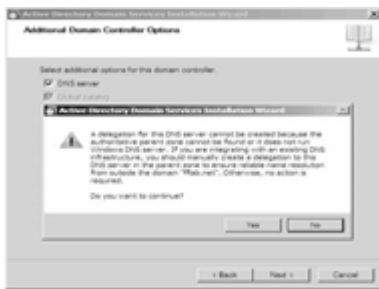 Active Directory Domain Services Installation Wizard
Additional Domain Controller Options
Select additional options for this domain controller.
DNS server
Global catalog
Active Directory Domain Services Installation Wizard
A delegation for this DNS server cannot be created because the
authoritative parent zone cannot be found or it does not run
Windows DNS server. If you are integrating with an existing DNS
infrastructure, you should manually create a delegation to this
DNS server in the parent zone to ensure reliable name resolution
from outside the domain Otherwise, no action is
required.
Do you want to continue?
Yes
No
< Back
Next >
Cancel